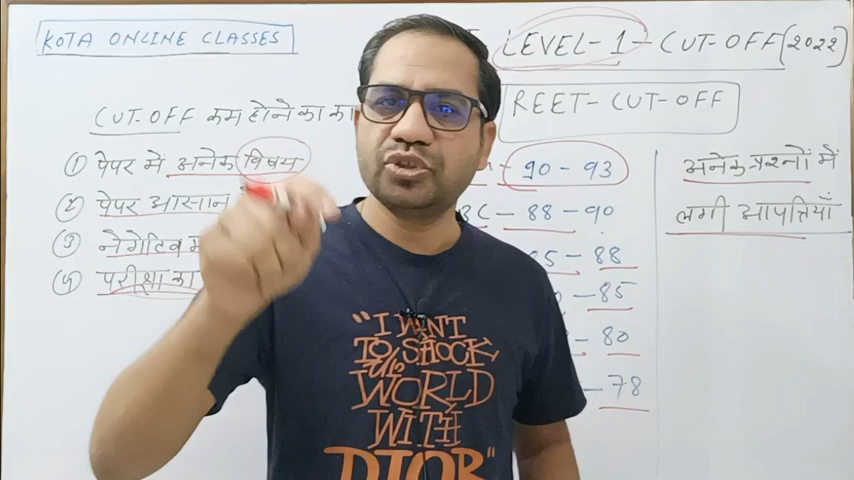 KOTA ONLINE CLASSES
LEVEL-1-CUT-OFF (2022)
REET-CUT-OFF
CUT-OFF कम होने का का
① पेपर में अनेक विषय
② पेपर आसान
③ नेगेटिव म
④ परीक्षा का
- 90 - 93
BC - 88 - 90
85 - 88
- 85
- 80
- 78
अनेक प्रश्नों में
लगी आपत्तियाँ
"I WANT
TO SHOCK
THE
WORLD
WITH
DIOR"